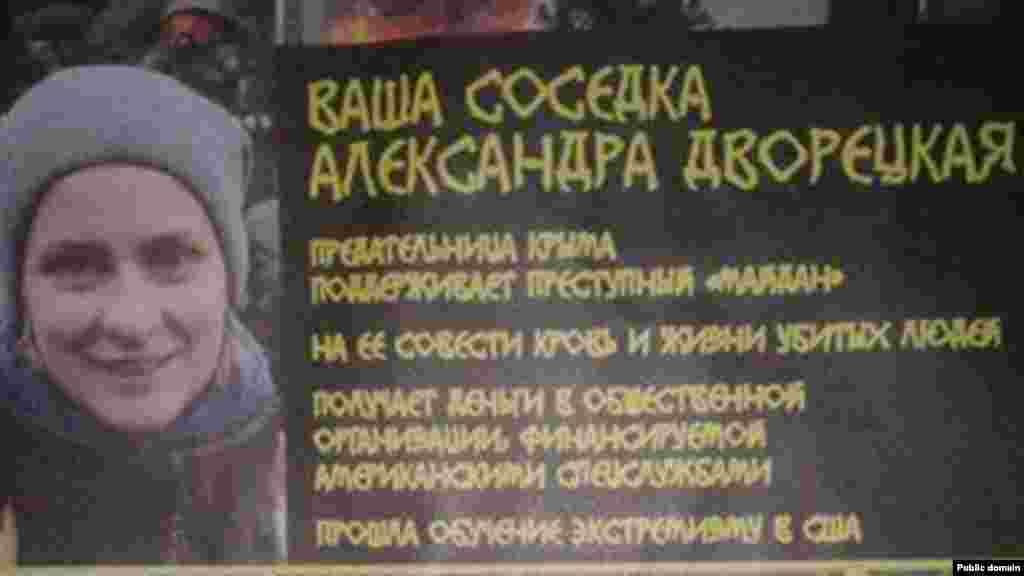 ВАША СОСЕДКА
АЛЕКСАНДРА ДВОРЕЦКАЯ
ПРЕДАТЕЛЬНИЦА КРЫМА
ПОДДЕРЖИВАЕТ ПРЕСТУПНЫЙ «МАЙДАН»
НА ЕЕ СОВЕСТИ КРОВЬ И ЖИЗНИ УБИТЫХ ЛЮДЕЙ
ПОЛУЧАЕТ ДЕНЬГИ В ОБЩЕСТВЕННОЙ
ОРГАНИЗАЦИИ, ФИНАНСИРУЕМОЙ
АМЕРИКАНСКИМИ СПЕЦСЛУЖБАМИ
ПРОШЛА ОБУЧЕНИЕ ЭКСТРЕМИЗМУ В США
Public domain